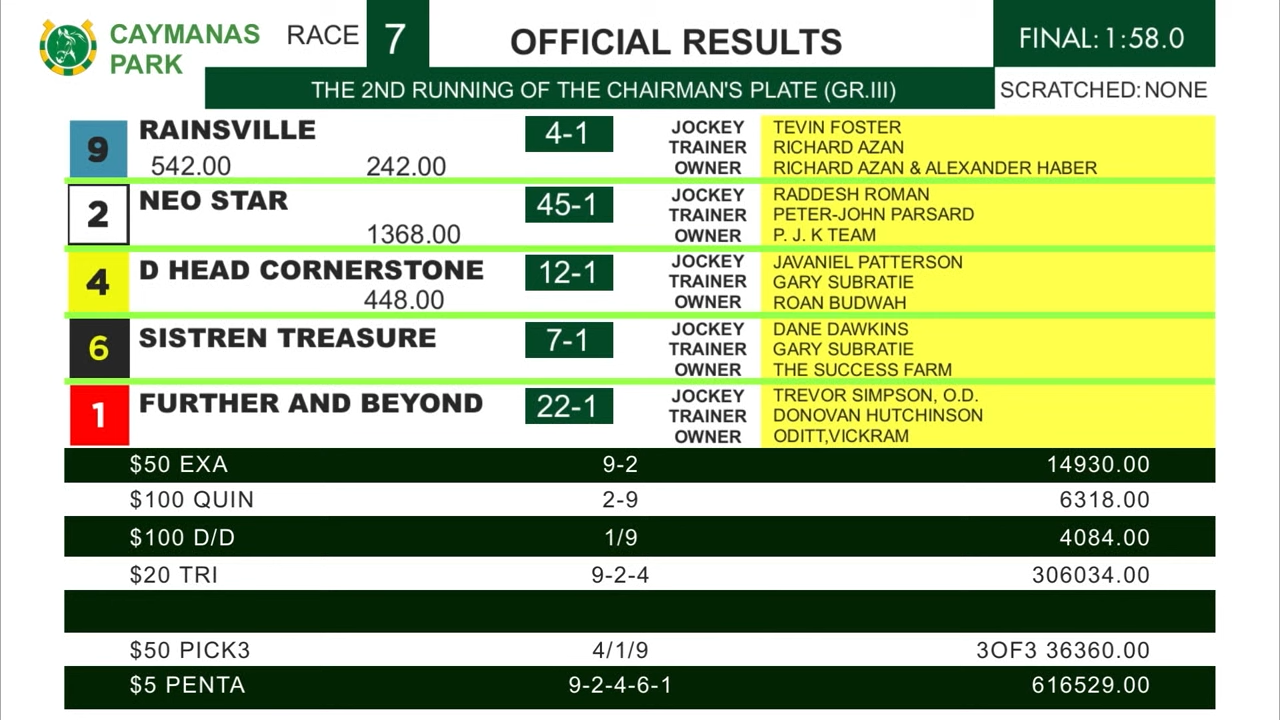 CAYMANAS PARK
RACE 7
OFFICIAL RESULTS
FINAL: 1:58.0
THE 2ND RUNNING OF THE CHAIRMAN'S PLATE (GR.III)
SCRATCHED: NONE
9 RAINSVILLE 4-1 JOCKEY TEVIN FOSTER
TRAINER RICHARD AZAN
542.00 242.00 OWNER RICHARD AZAN & ALEXANDER HABER
2 NEO STAR 45-1 JOCKEY RADDESH ROMAN
TRAINER PETER-JOHN PARSARD
1368.00 OWNER P. J. K TEAM
4 D HEAD CORNERSTONE 12-1 JOCKEY JAVANIEL PATTERSON
TRAINER GARY SUBRATIE
448.00 OWNER ROAN BUDWAH
6 SISTREN TREASURE 7-1 JOCKEY DANE DAWKINS
TRAINER GARY SUBRATIE
OWNER THE SUCCESS FARM
1 FURTHER AND BEYOND 22-1 JOCKEY TREVOR SIMPSON, O.D.
TRAINER DONOVAN HUTCHINSON
OWNER ODITT,VICKRAM
$50 EXA 9-2 14930.00
$100 QUIN 2-9 6318.00
$100 D/D 1/9 4084.00
$20 TRI 9-2-4 306034.00
$50 PICK3 4/1/9 3OF3 36360.00
$5 PENTA 9-2-4-6-1 616529.00